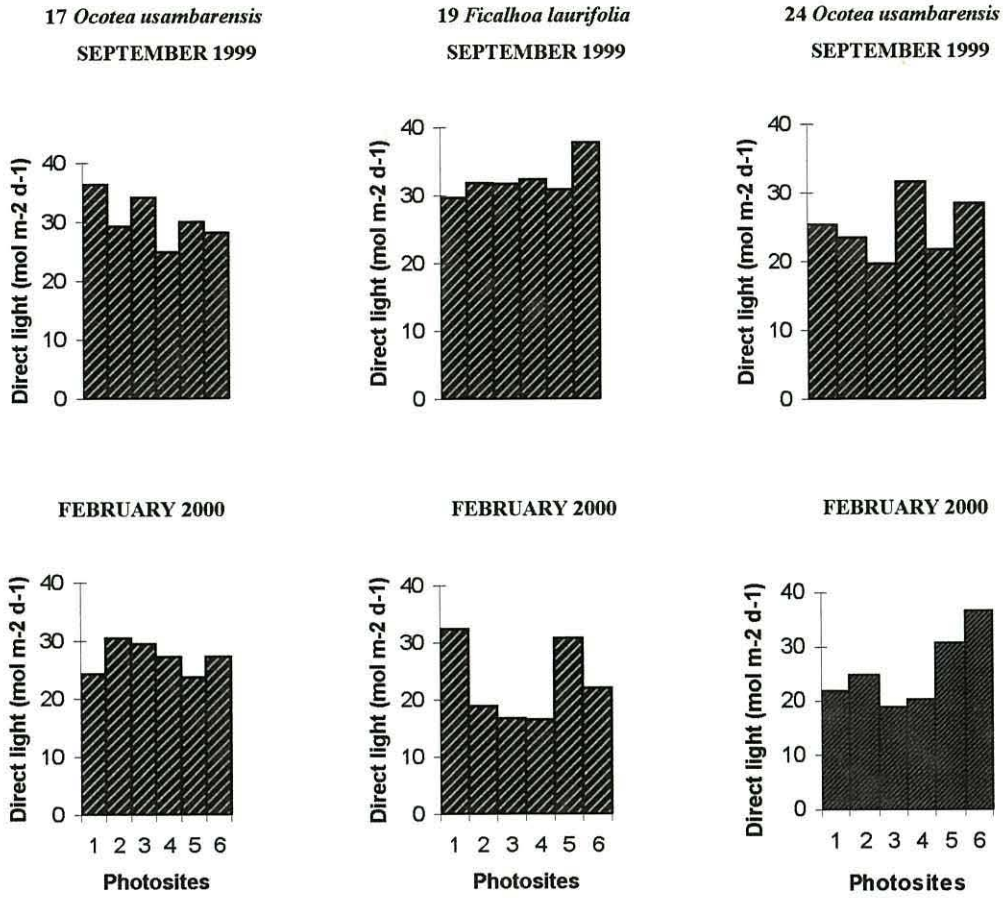 17 Ocotea usambarensis
SEPTEMBER 1999
Direct light (mol m-2 d-1)
40
30
20
10
0
19 Ficalhoa laurifolia
SEPTEMBER 1999
Direct light (mol m-2 d-1)
40
30
20
10
0
24 Ocotea usambarensis
SEPTEMBER 1999
Direct light (mol m-2 d-1)
40
30
20
10
0
FEBRUARY 2000
Direct light (mol m-2 d-1)
40
30
20
10
0
1 2 3 4 5 6
Photosites
FEBRUARY 2000
Direct light (mol m-2 d-1)
40
30
20
10
0
1 2 3 4 5 6
Photosites
FEBRUARY 2000
Direct light (mol m-2 d-1)
40
30
20
10
0
1 2 3 4 5 6
Photosites